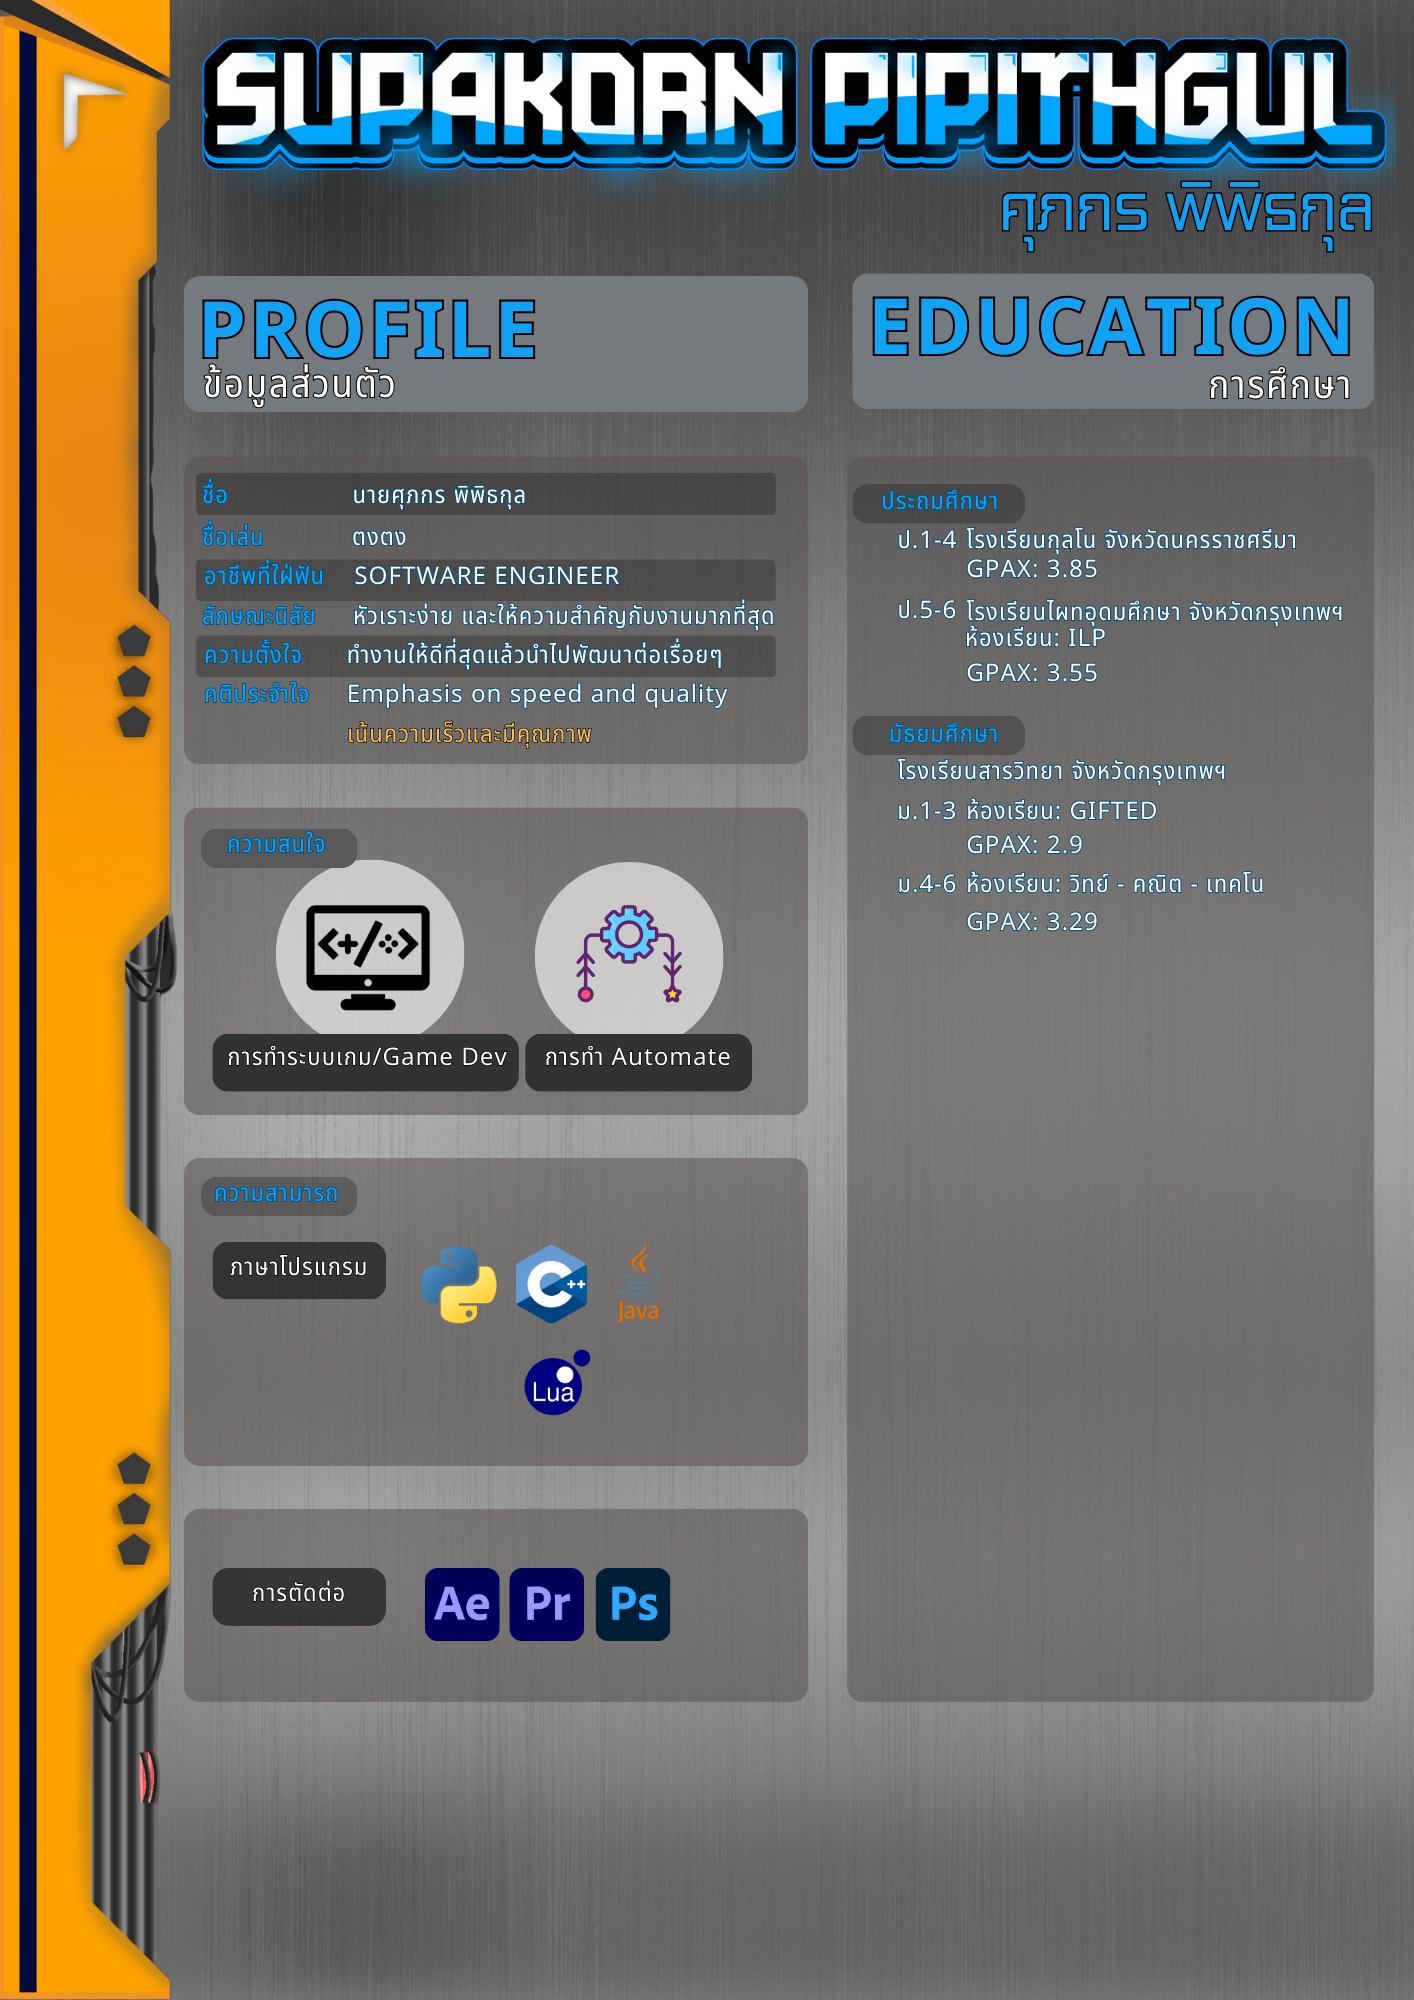 SUPAKORN PIPITHGUL
ศุภกร พิพิธกุล
PROFILE
ข้อมูลส่วนตัว
ชื่อ นายศุภกร พิพิธกุล
ชื่อเล่น ตงตง
อาชีพที่ใฝ่ฝัน SOFTWARE ENGINEER
ลักษณะนิสัย หัวเราะง่าย และให้ความสำคัญกับงานมากที่สุด
ความตั้งใจ ทำงานให้ดีที่สุดแล้วนำไปพัฒนาต่อเรื่อยๆ
คติประจำใจ Emphasis on speed and quality
เน้นความเร็วและมีคุณภาพ
ความสนใจ
การทำระบบเกม/Game Dev
การทำ Automate
ความสามารถ
ภาษาโปรแกรม
C++
Java
Lua
การตัดต่อ
Ae Pr Ps
EDUCATION
การศึกษา
ประถมศึกษา
ป.1-4 โรงเรียนกุลโน จังหวัดนครราชศรีมา
GPAX: 3.85
ป.5-6 โรงเรียนไผทอุดมศึกษา จังหวัดกรุงเทพฯ
ห้องเรียน: ILP
GPAX: 3.55
มัธยมศึกษา
โรงเรียนสารวิทยา จังหวัดกรุงเทพฯ
ม.1-3 ห้องเรียน: GIFTED
GPAX: 2.9
ม.4-6 ห้องเรียน: วิทย์ - คณิต - เทคโน
GPAX: 3.29